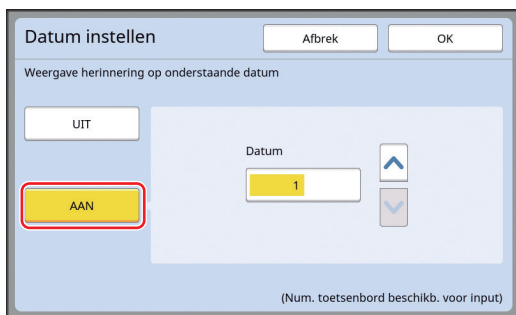 Datum instellen
Afbrek
OK
Weergave herinnering op onderstaande datum
UIT
AAN
Datum
1
(Num. toetsenbord beschikb. voor input)